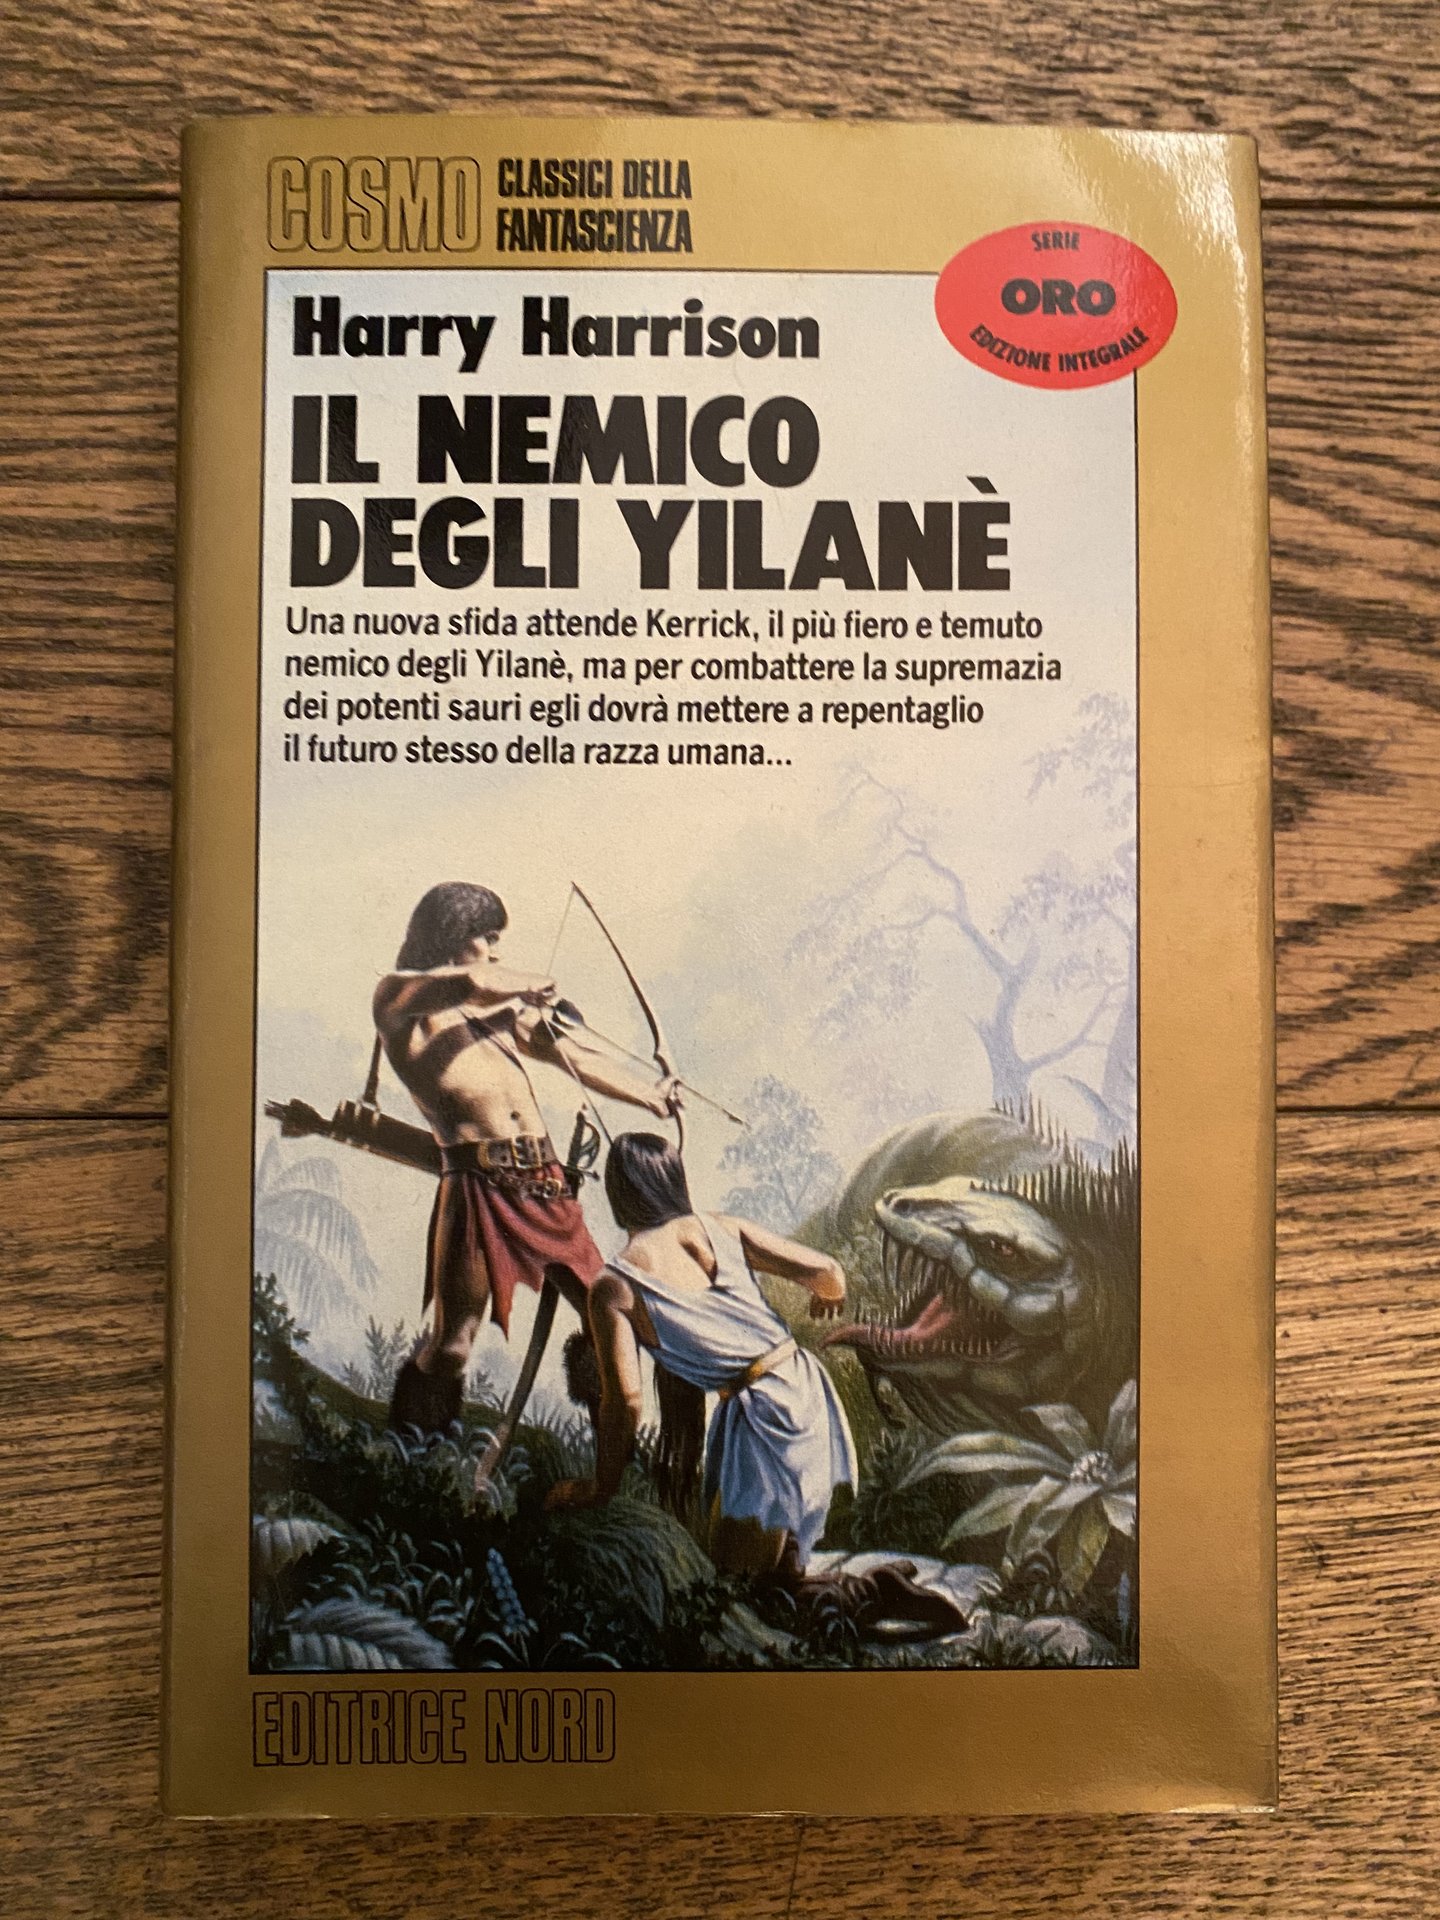 COSMO
CLASSICI DELLA
FANTASCIENZA
SERIE
ORO
EDIZIONE INTEGRALE
Harry Harrison
IL NEMICO
DEGLI YILANÈ
Una nuova sfida attende Kerrick, il più fiero e temuto
nemico degli Yilanè, ma per combattere la supremazia
dei potenti sauri egli dovrà mettere a repentaglio
il futuro stesso della razza umana...
EDITRICE NORD